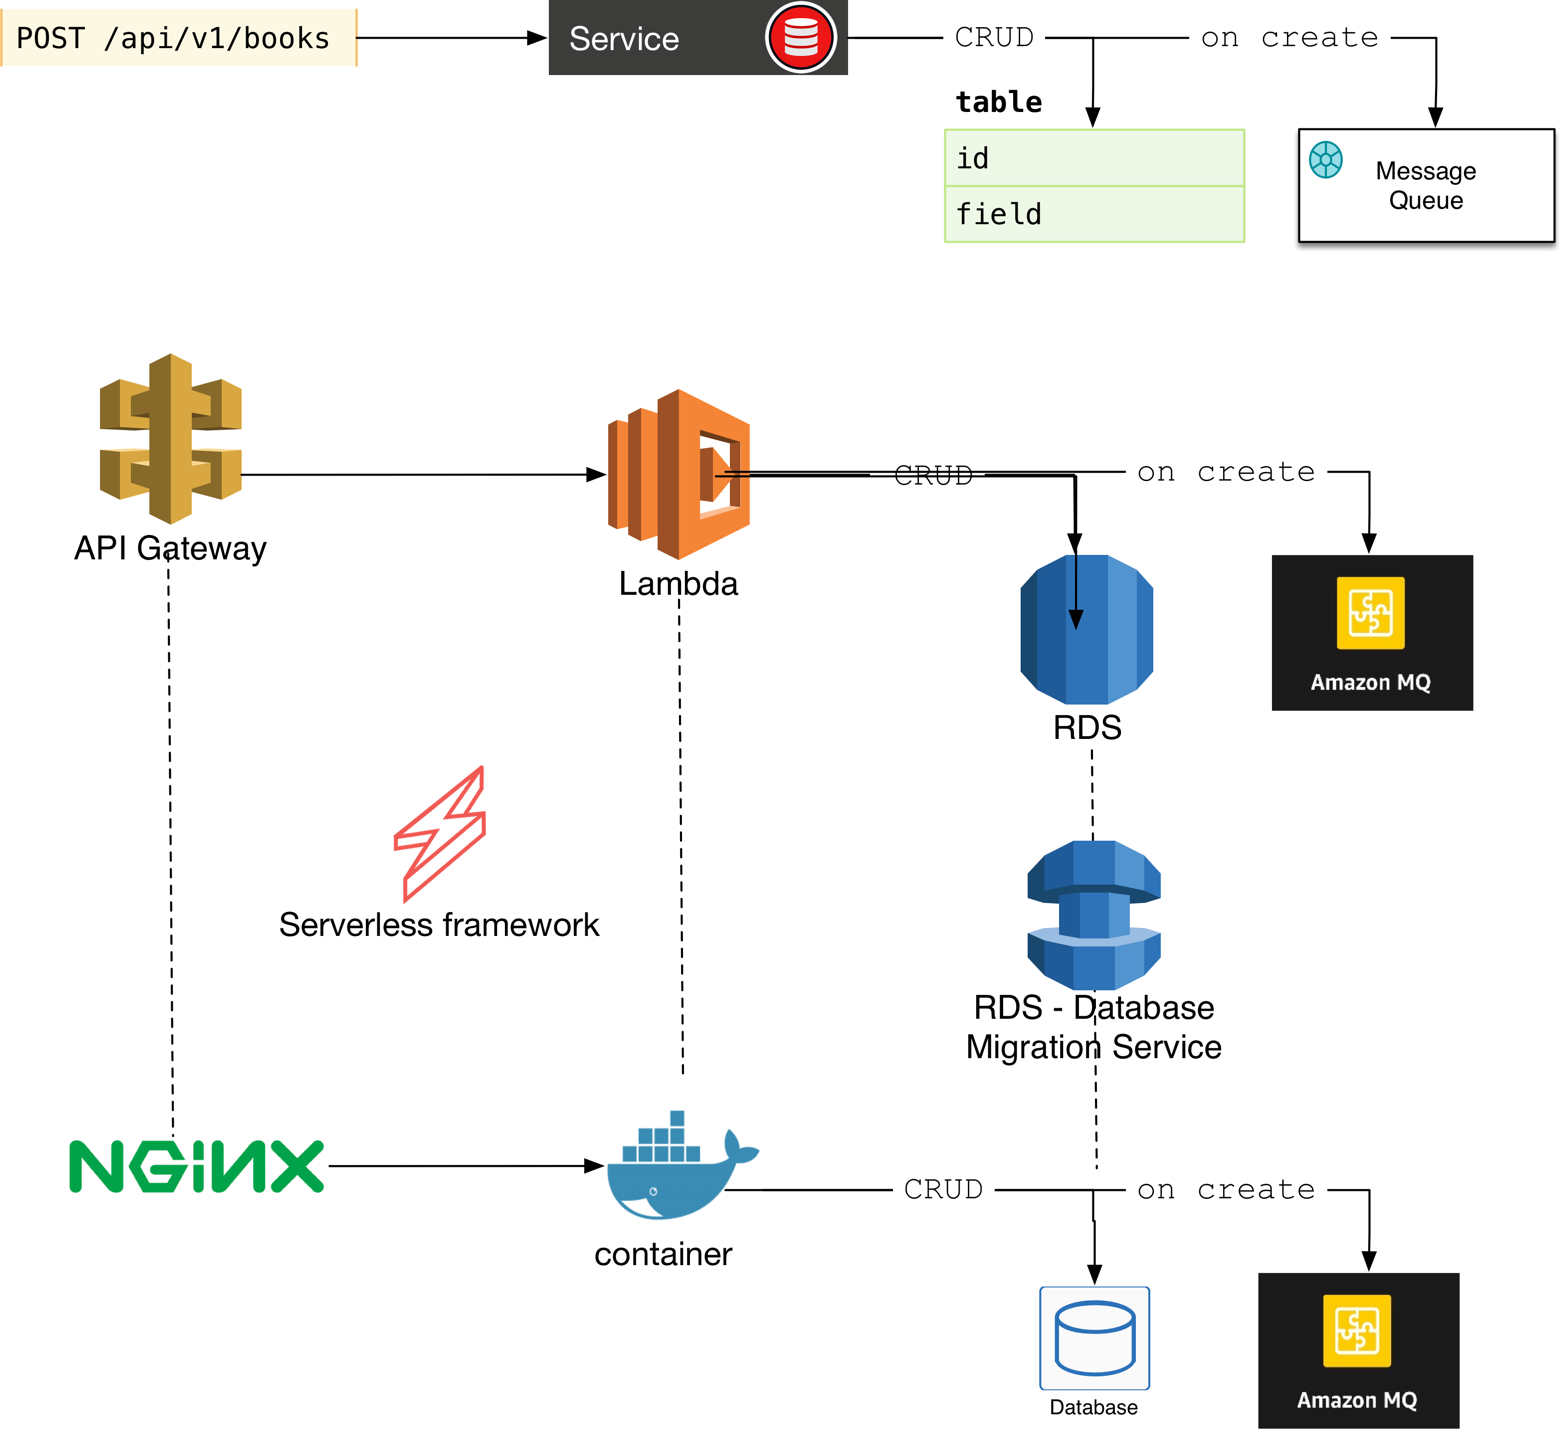 POST /api/v1/books
Service
CRUD
on create
table
id
field
Message
Queue
API Gateway
Lambda
CRUD
on create
RDS
Amazon MQ
Serverless framework
RDS - Database
Migration Service
NGINX
container
CRUD
on create
Database
Amazon MQ